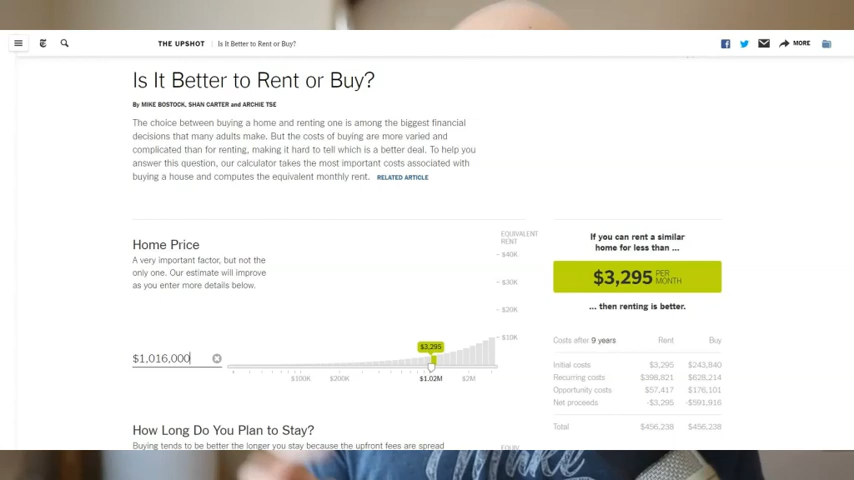 THE UPSHOT | Is It Better to Rent or Buy?
MORE
Is It Better to Rent or Buy?
By MIKE BOSTOCK, SHAN CARTER and ARCHIE TSE
The choice between buying a home and renting one is among the biggest financial
decisions that many adults make. But the costs of buying are more varied and
complicated than for renting, making it hard to tell which is a better deal. To help you
answer this question, our calculator takes the most important costs associated with
buying a house and computes the equivalent monthly rent. RELATED ARTICLE
Home Price
A very important factor, but not the
only one. Our estimate will improve
as you enter more details below.
$1,016,000
EQUIVALENT
RENT
$40K
$30K
$20K
$10K
$3,295
$100K $200K $1.02M $2M
If you can rent a similar
home for less than ...
$3,295 PER
MONTH
... then renting is better.
Costs after 9 years Rent Buy
Initial costs $3,295 $243,840
Recurring costs $398,821 $628,214
Opportunity costs $57,417 $176,101
Net proceeds -$3,295 -$591,916
Total $456,238 $456,238
How Long Do You Plan to Stay?
Buying tends to be better the longer you stay because the upfront fees are spread
Make